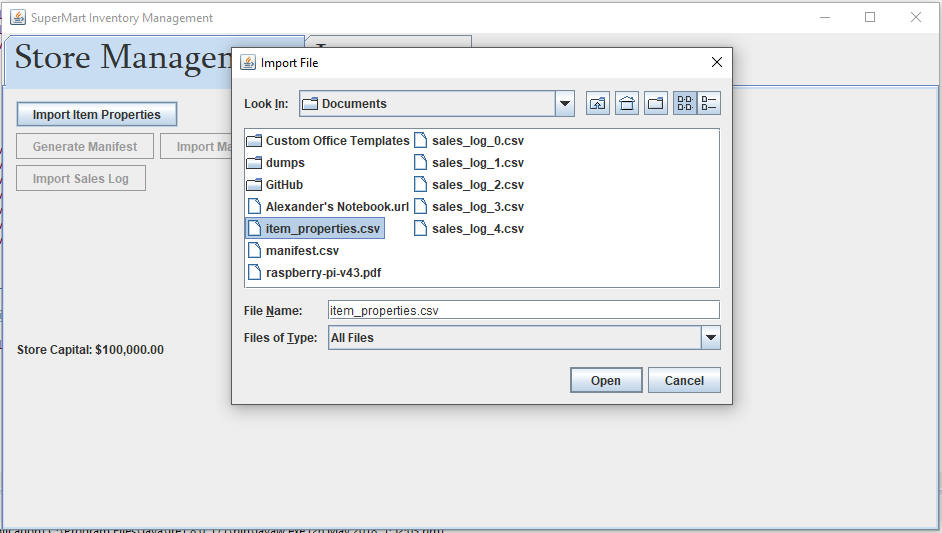 SuperMart Inventory Management
Store Managem
Import File
Look In:
Documents
Import Item Properties
Generate Manifest
Import Ma
Import Sales Log
Custom Office Templates
dumps
GitHub
Alexander's Notebook.url
item_properties.csv
manifest.csv
raspberry-pi-v43.pdf
sales_log_0.csv
sales_log_1.csv
sales_log_2.csv
sales_log_3.csv
sales_log_4.csv
File Name:
item_properties.csv
Files of Type:
All Files
Store Capital: $100,000.00
Open
Cancel